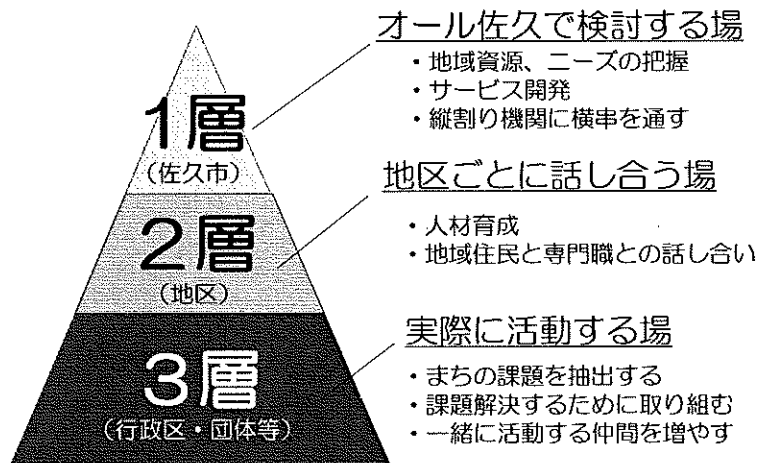 オール佐久で検討する場
・地域資源、ニーズの把握
・サービス開発
・縦割り機関に横串を通す
1層
(佐久市)
地区ごとに話し合う場
・人材育成
・地域住民と専門職との話し合い
2層
(地区)
実際に活動する場
・まちの課題を抽出する
・課題解決するために取り組む
・一緒に活動する仲間を増やす
3層
(行政区・団体等)